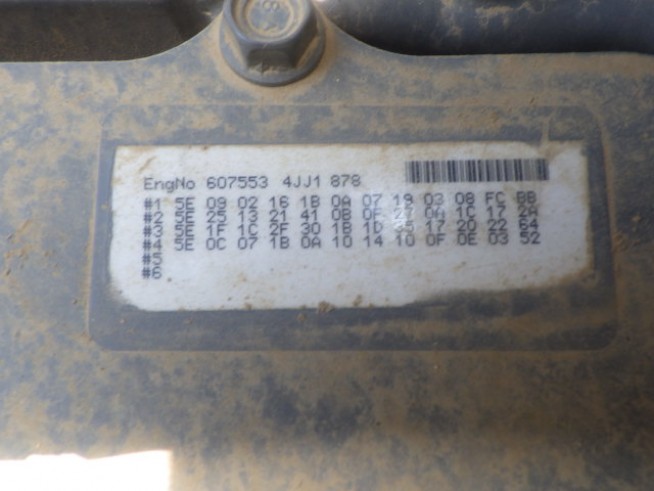 EngNo 607553 4JJ1 878
#1 5E 09 02 16 1B 0A 07 19 03 08 FC BB
#2 5E 25 13 21 41 0B 0F 27 0A 1C 17 2A
#3 5E 1F 1C 2F 30 1B 1D 35 17 20 22 64
#4 5E 0C 07 1B 0A 10 14 10 0F 0E 03 52
#5
#6